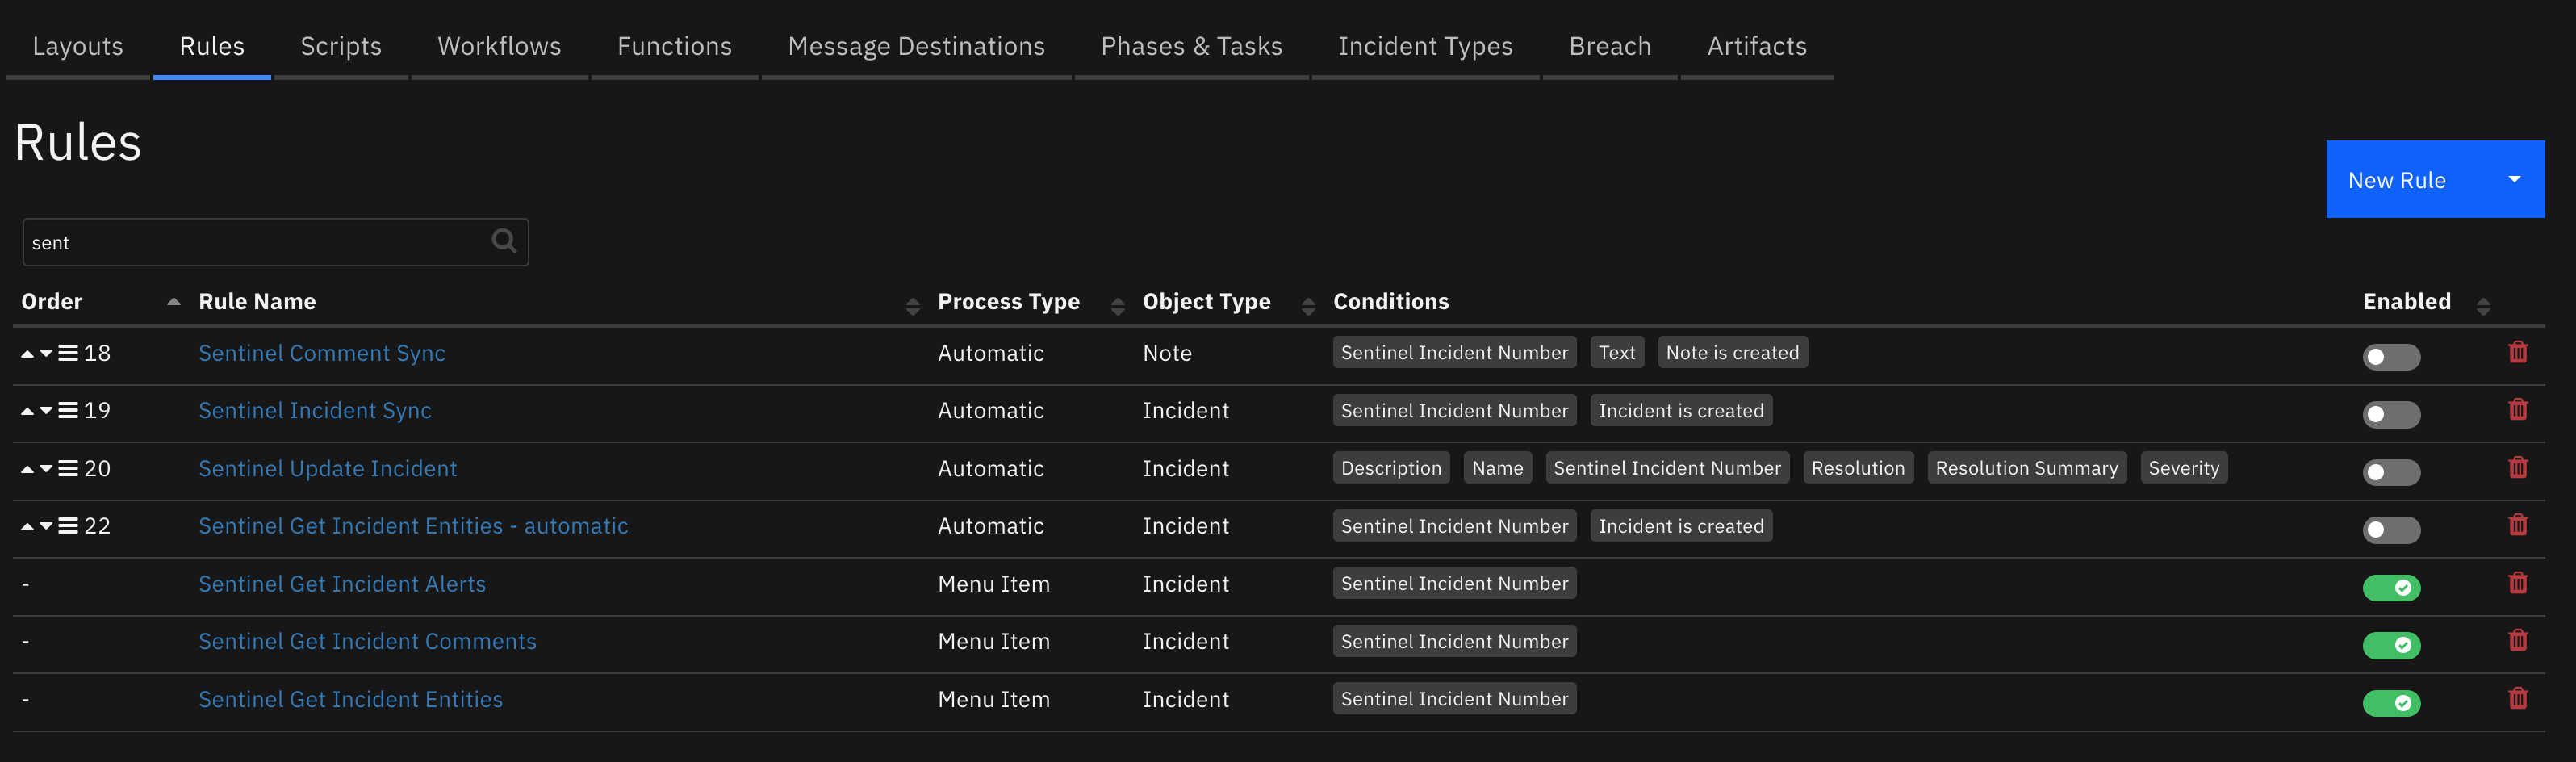 Layouts Rules Scripts Workflows Functions Message Destinations Phases & Tasks Incident Types Breach Artifacts
Rules
New Rule
sent
Order Rule Name Process Type Object Type Conditions Enabled
18 Sentinel Comment Sync Automatic Note Sentinel Incident Number Text Note is created
19 Sentinel Incident Sync Automatic Incident Sentinel Incident Number Incident is created
20 Sentinel Update Incident Automatic Incident Description Name Sentinel Incident Number Resolution Resolution Summary Severity
22 Sentinel Get Incident Entities - automatic Automatic Incident Sentinel Incident Number Incident is created
- Sentinel Get Incident Alerts Menu Item Incident Sentinel Incident Number
- Sentinel Get Incident Comments Menu Item Incident Sentinel Incident Number
- Sentinel Get Incident Entities Menu Item Incident Sentinel Incident Number